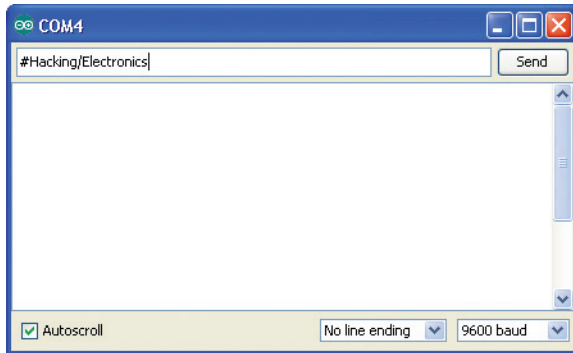 COM4
#Hacking/Electronics
Send
Autoscroll
No line ending
9600 baud